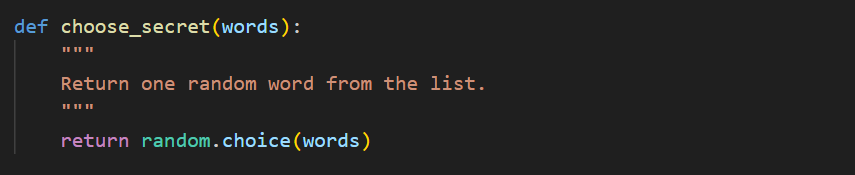 def choose_secret(words):
    """
    Return one random word from the list.
    """
    return random.choice(words)